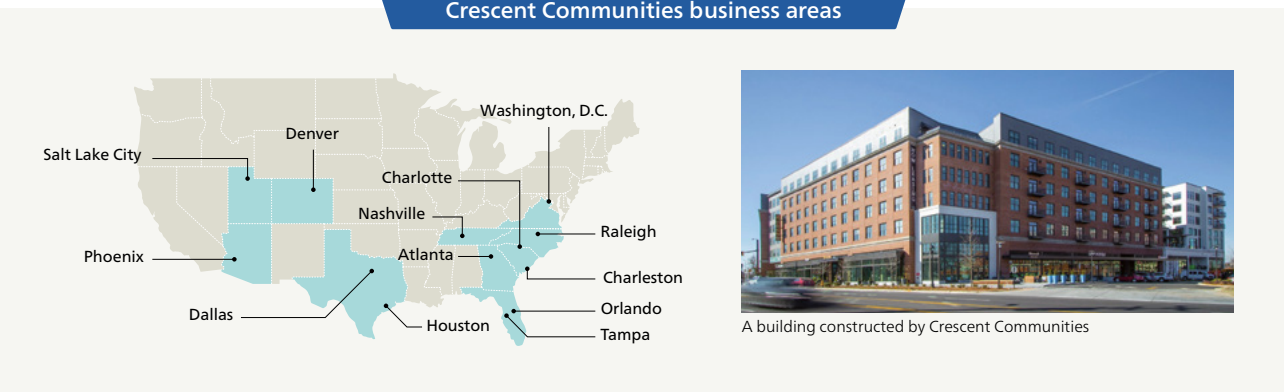 Crescent Communities business areas
Washington, D.C.
Denver
Salt Lake City
Charlotte
Nashville
Raleigh
Atlanta
Phoenix
Charleston
Orlando
Dallas
Houston
Tampa
A building constructed by Crescent Communities